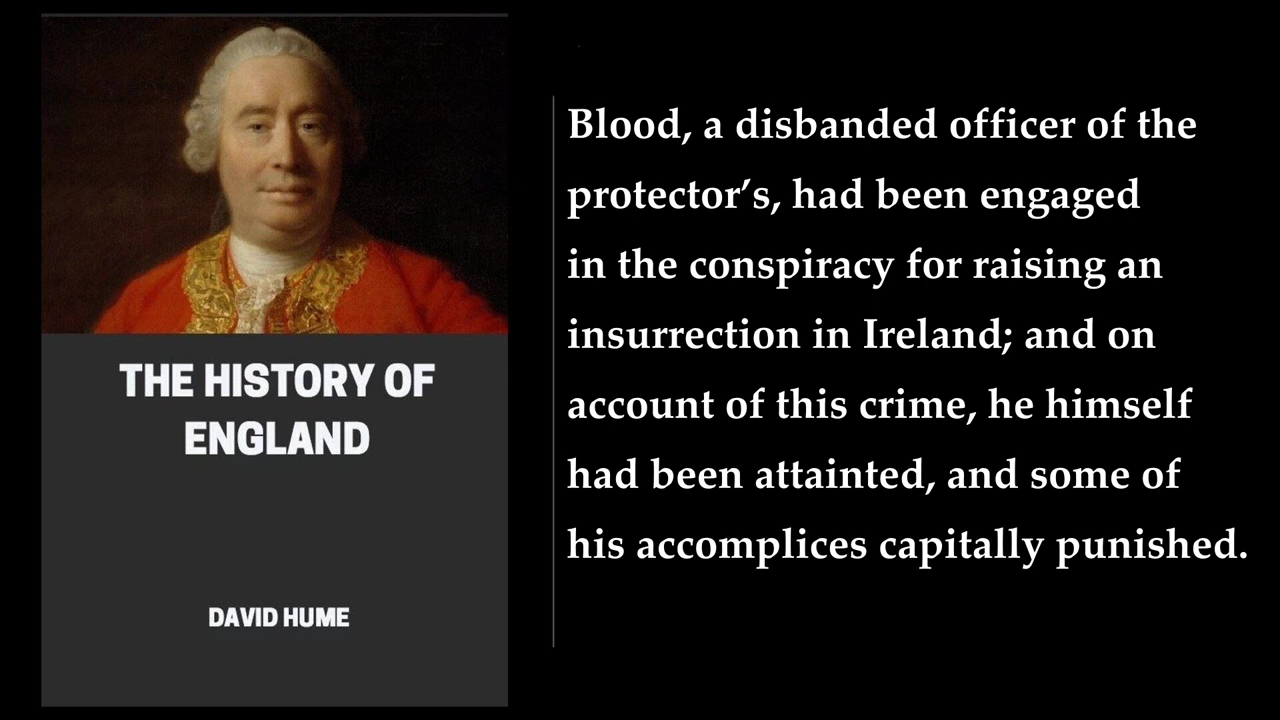 THE HISTORY OF
ENGLAND
DAVID HUME
Blood, a disbanded officer of the
protector’s, had been engaged
in the conspiracy for raising an
insurrection in Ireland; and on
account of this crime, he himself
had been attainted, and some of
his accomplices capitally punished.